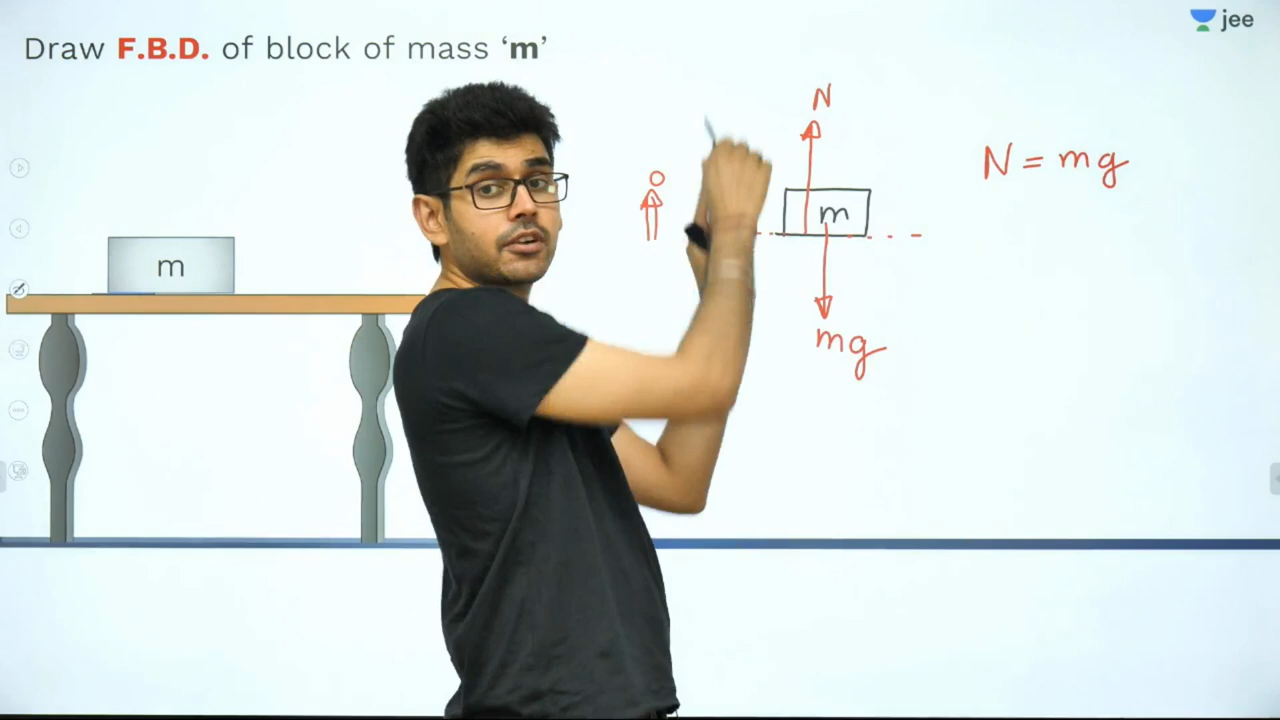 Draw F.B.D. of block of mass ‘m’
jee
m
N
m
mg
N = mg